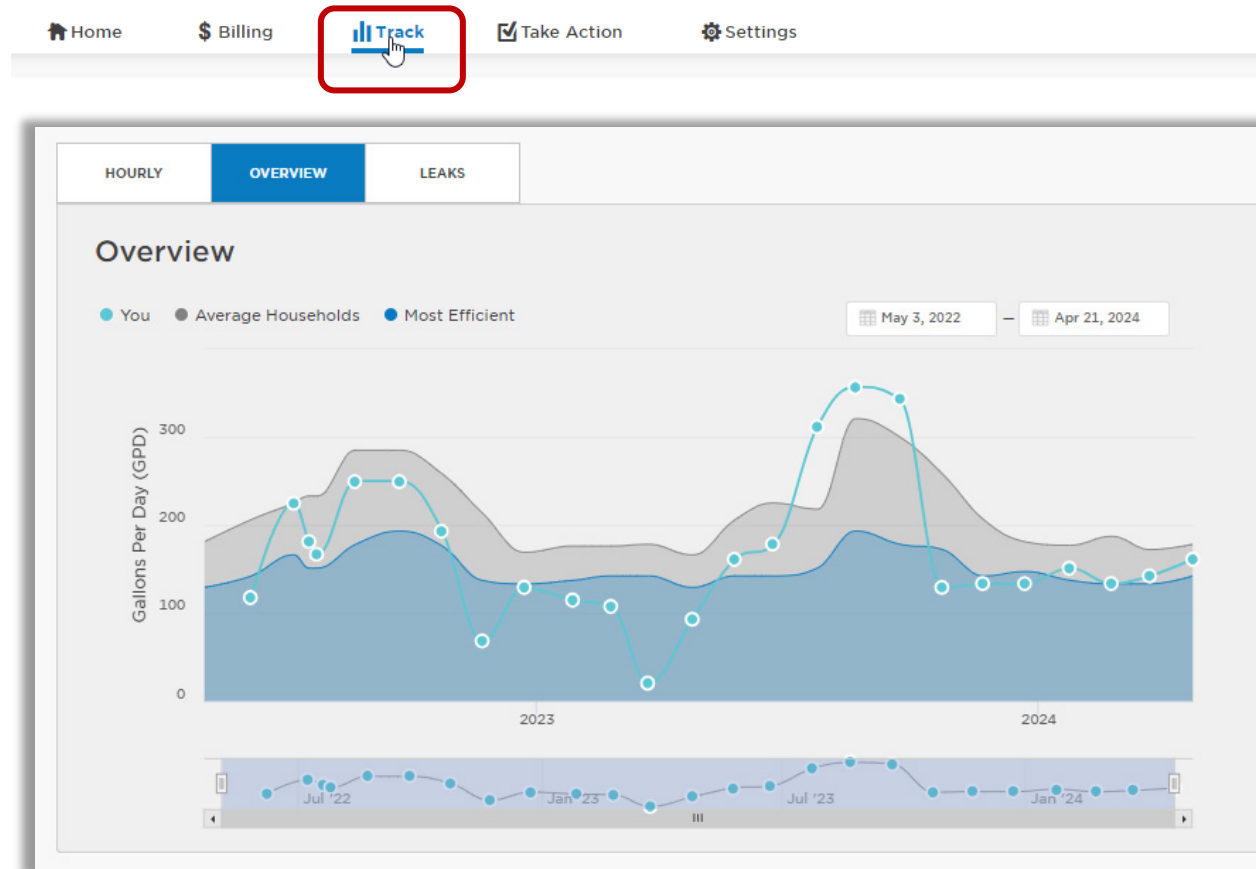 Home $ Billing Track Take Action Settings
HOURLY OVERVIEW LEAKS
Overview
You Average Households Most Efficient
May 3, 2022 – Apr 21, 2024
Gallons Per Day (GPD)
300
200
100
0
2023 2024
Jul '22 Jan '23 Jul '23 Jan '24